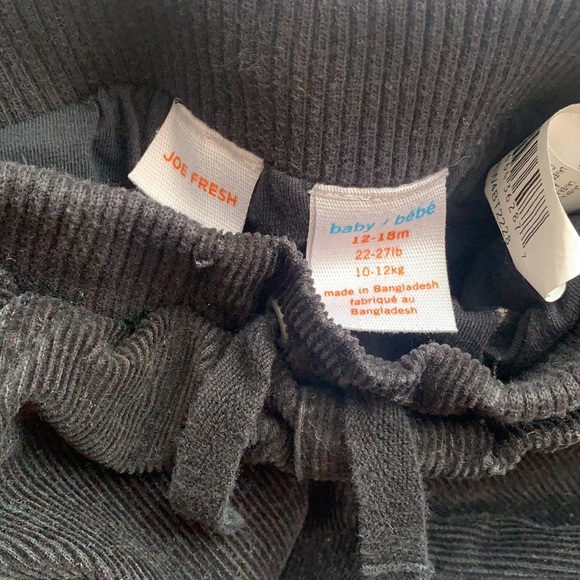 JOE FRESH
baby / bébé
12-18m
22-27lb
10-12kg
made in Bangladesh
fabriqué au
Bangladesh